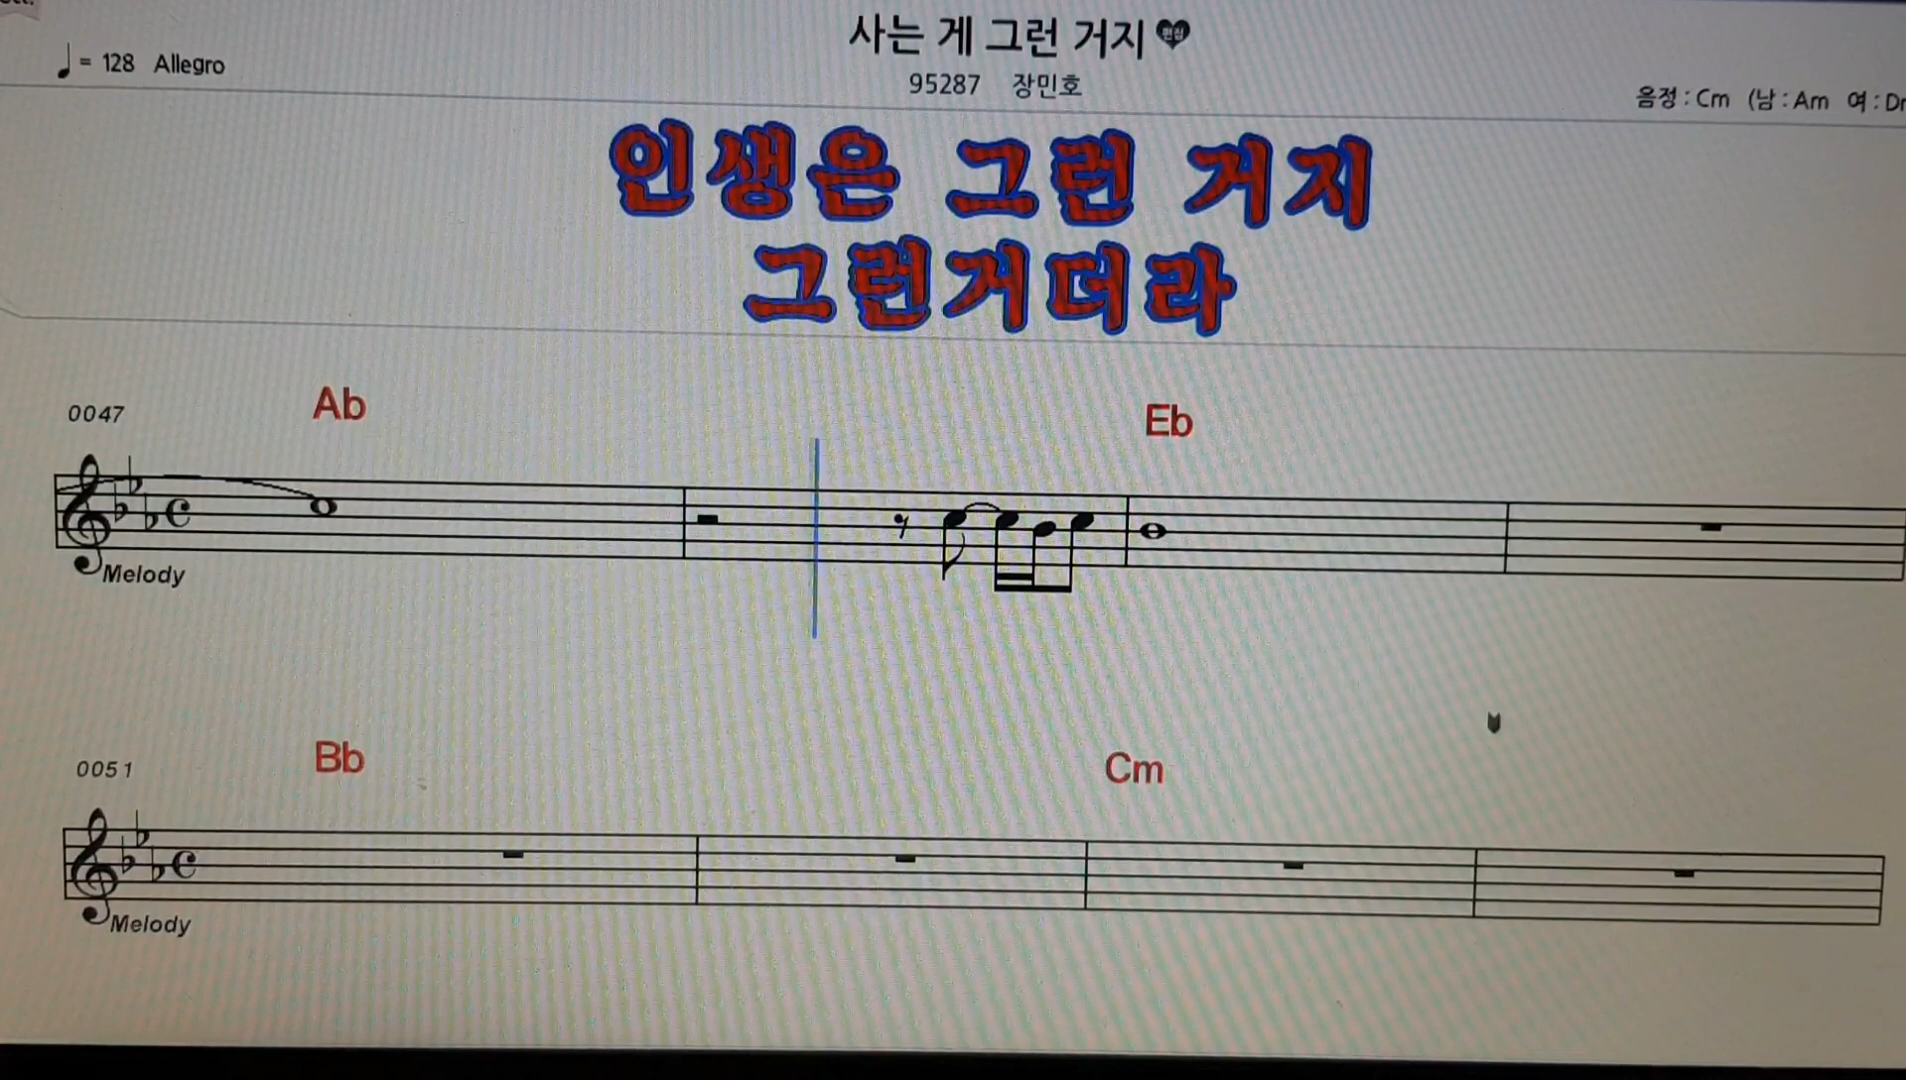 = 128 Allegro
사는 게 그런 거지
95287 장민호
음정 : Cm (남 : Am 여 :
인생은 그런 거지
그런거더라
0047 Ab Eb
Melody
0051 Bb Cm
Melody